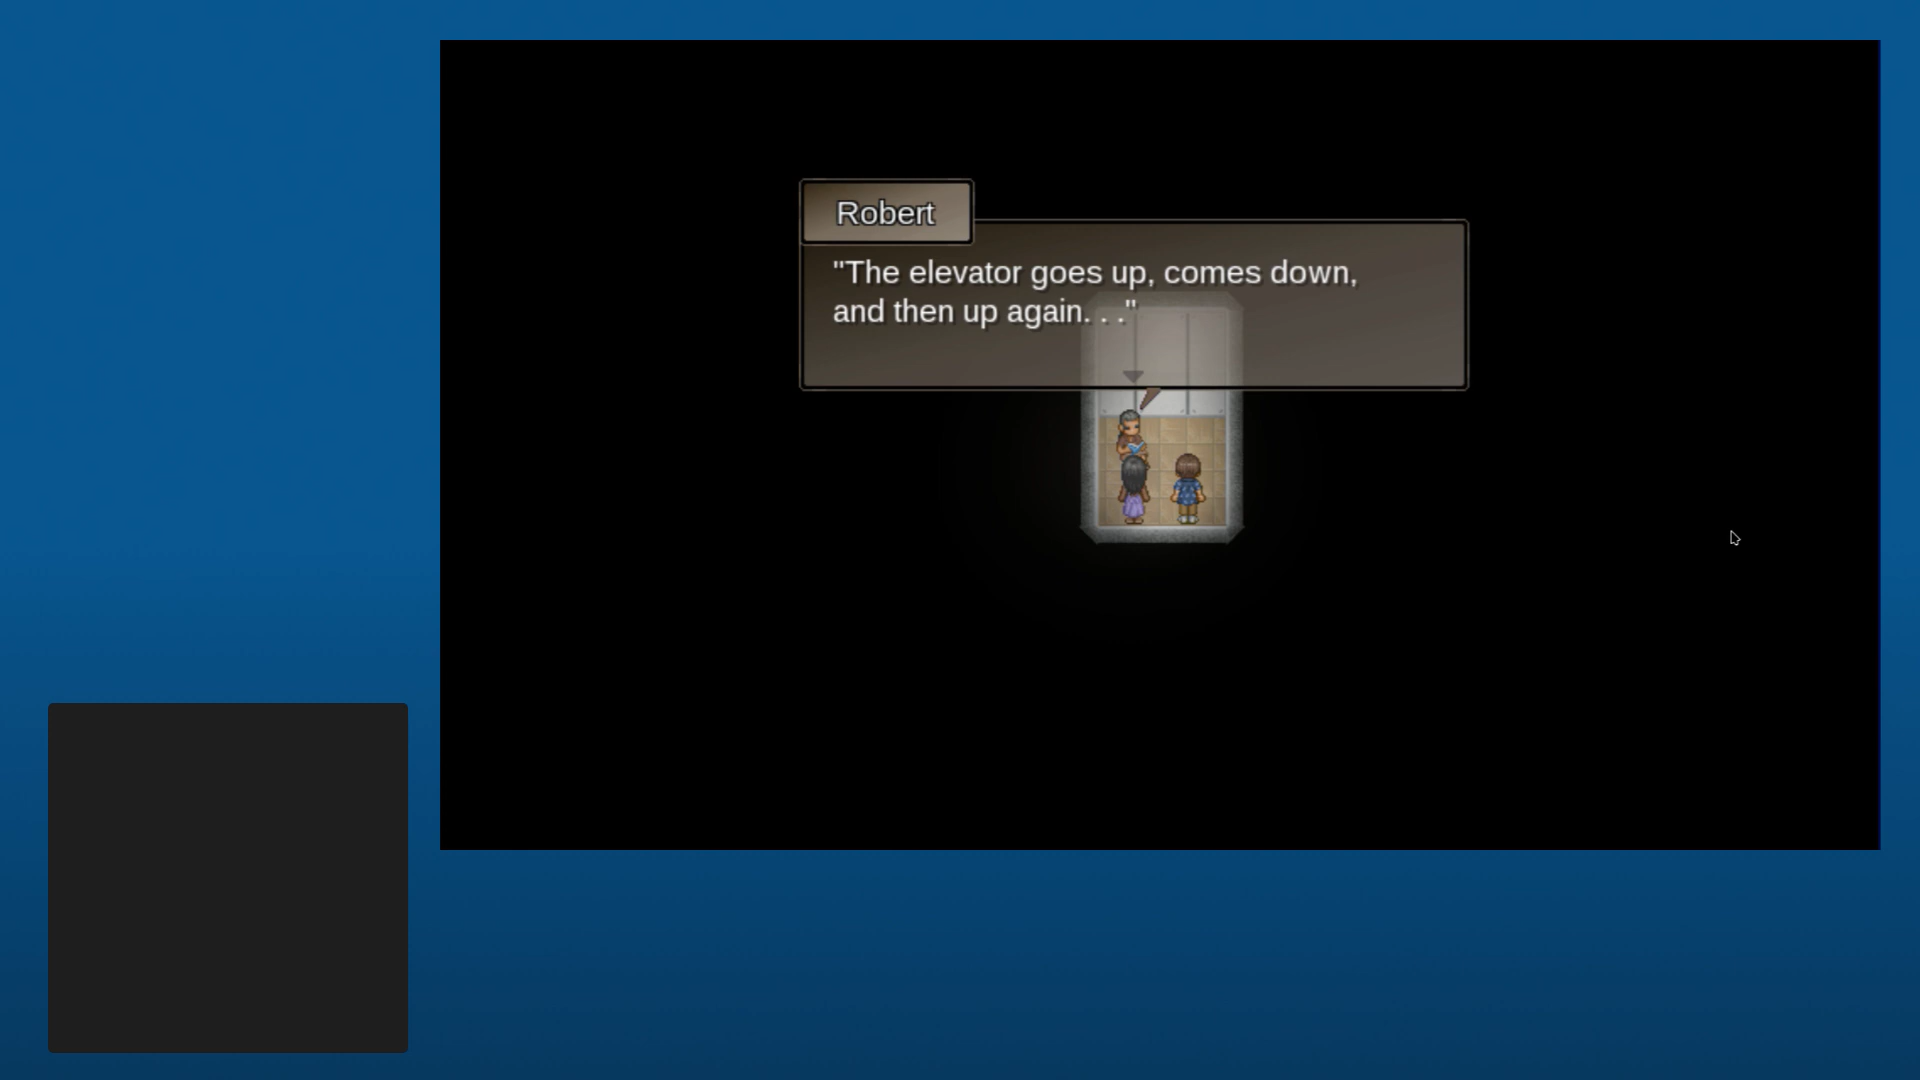 Robert
"The elevator goes up, comes down,
and then up again. . ."